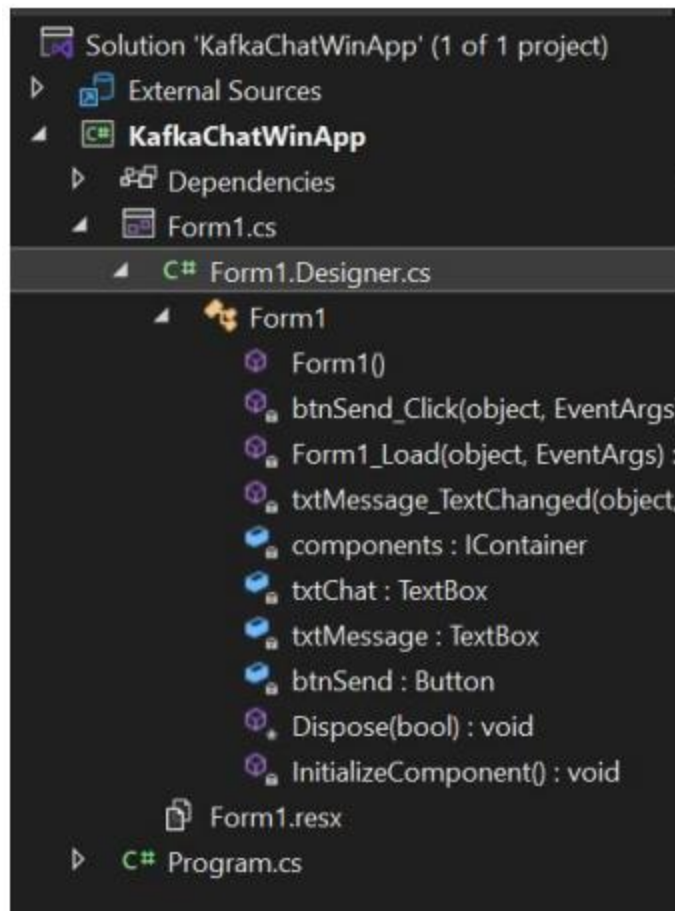 Solution 'KafkaChatWinApp' (1 of 1 project)
External Sources
C# KafkaChatWinApp
Dependencies
Form1.cs
C# Form1.Designer.cs
Form1
Form1()
btnSend_Click(object, EventArgs
Form1_Load(object, EventArgs) :
txtMessage_TextChanged(object,
components : IContainer
txtChat : TextBox
txtMessage : TextBox
btnSend : Button
Dispose(bool) : void
InitializeComponent() : void
Form1.resx
C# Program.cs